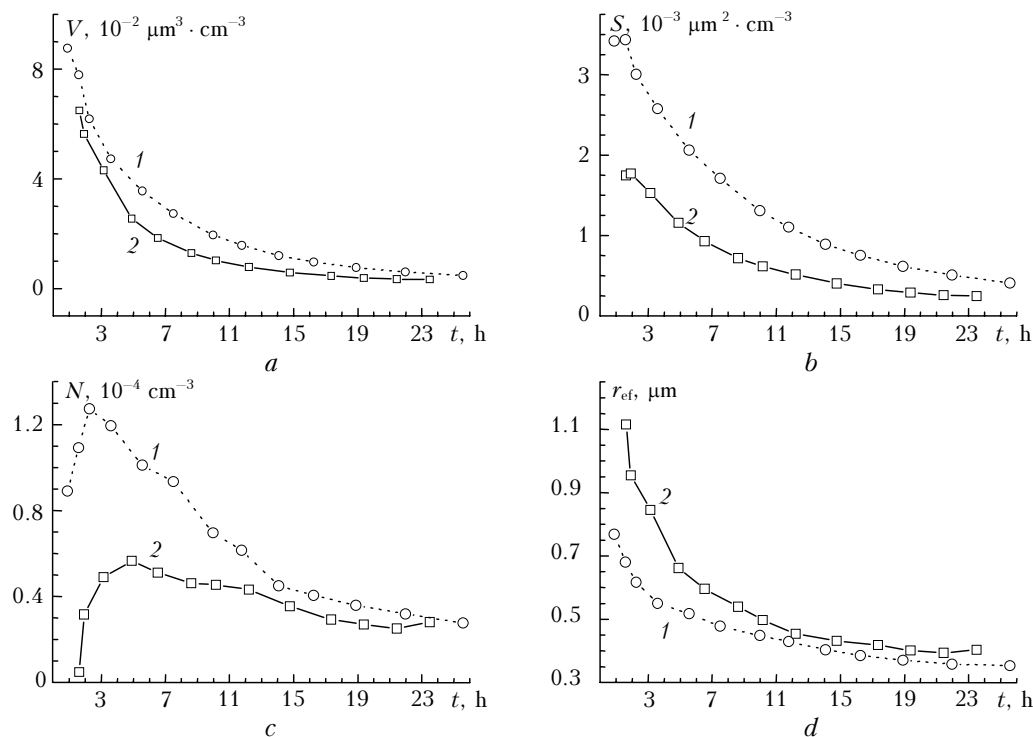 V, 10⁻² μm³ · cm⁻³
8
4
0
1
2
3 7 11 15 19 23 t, h
a
S, 10⁻³ μm² · cm⁻³
3
2
1
0
1
2
3 7 11 15 19 23 t, h
b
N, 10⁻⁴ cm⁻³
1.2
0.8
0.4
0
1
2
3 7 11 15 19 23 t, h
c
r_ef, μm
1.1
0.9
0.7
0.5
0.3
2
1
3 7 11 15 19 23 t, h
d